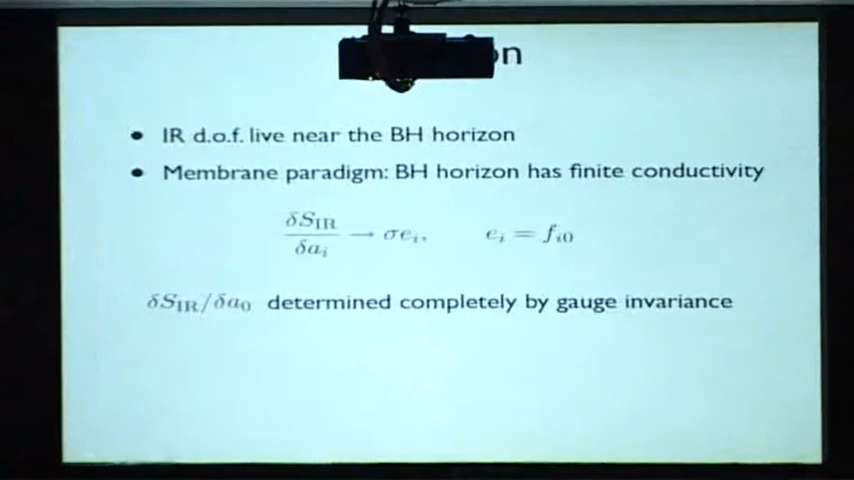 • IR d.o.f. live near the BH horizon
• Membrane paradigm: BH horizon has finite conductivity
δS_IR/δa_i → σe_i, e_i = f_i0
δS_IR/δa_0 determined completely by gauge invariance